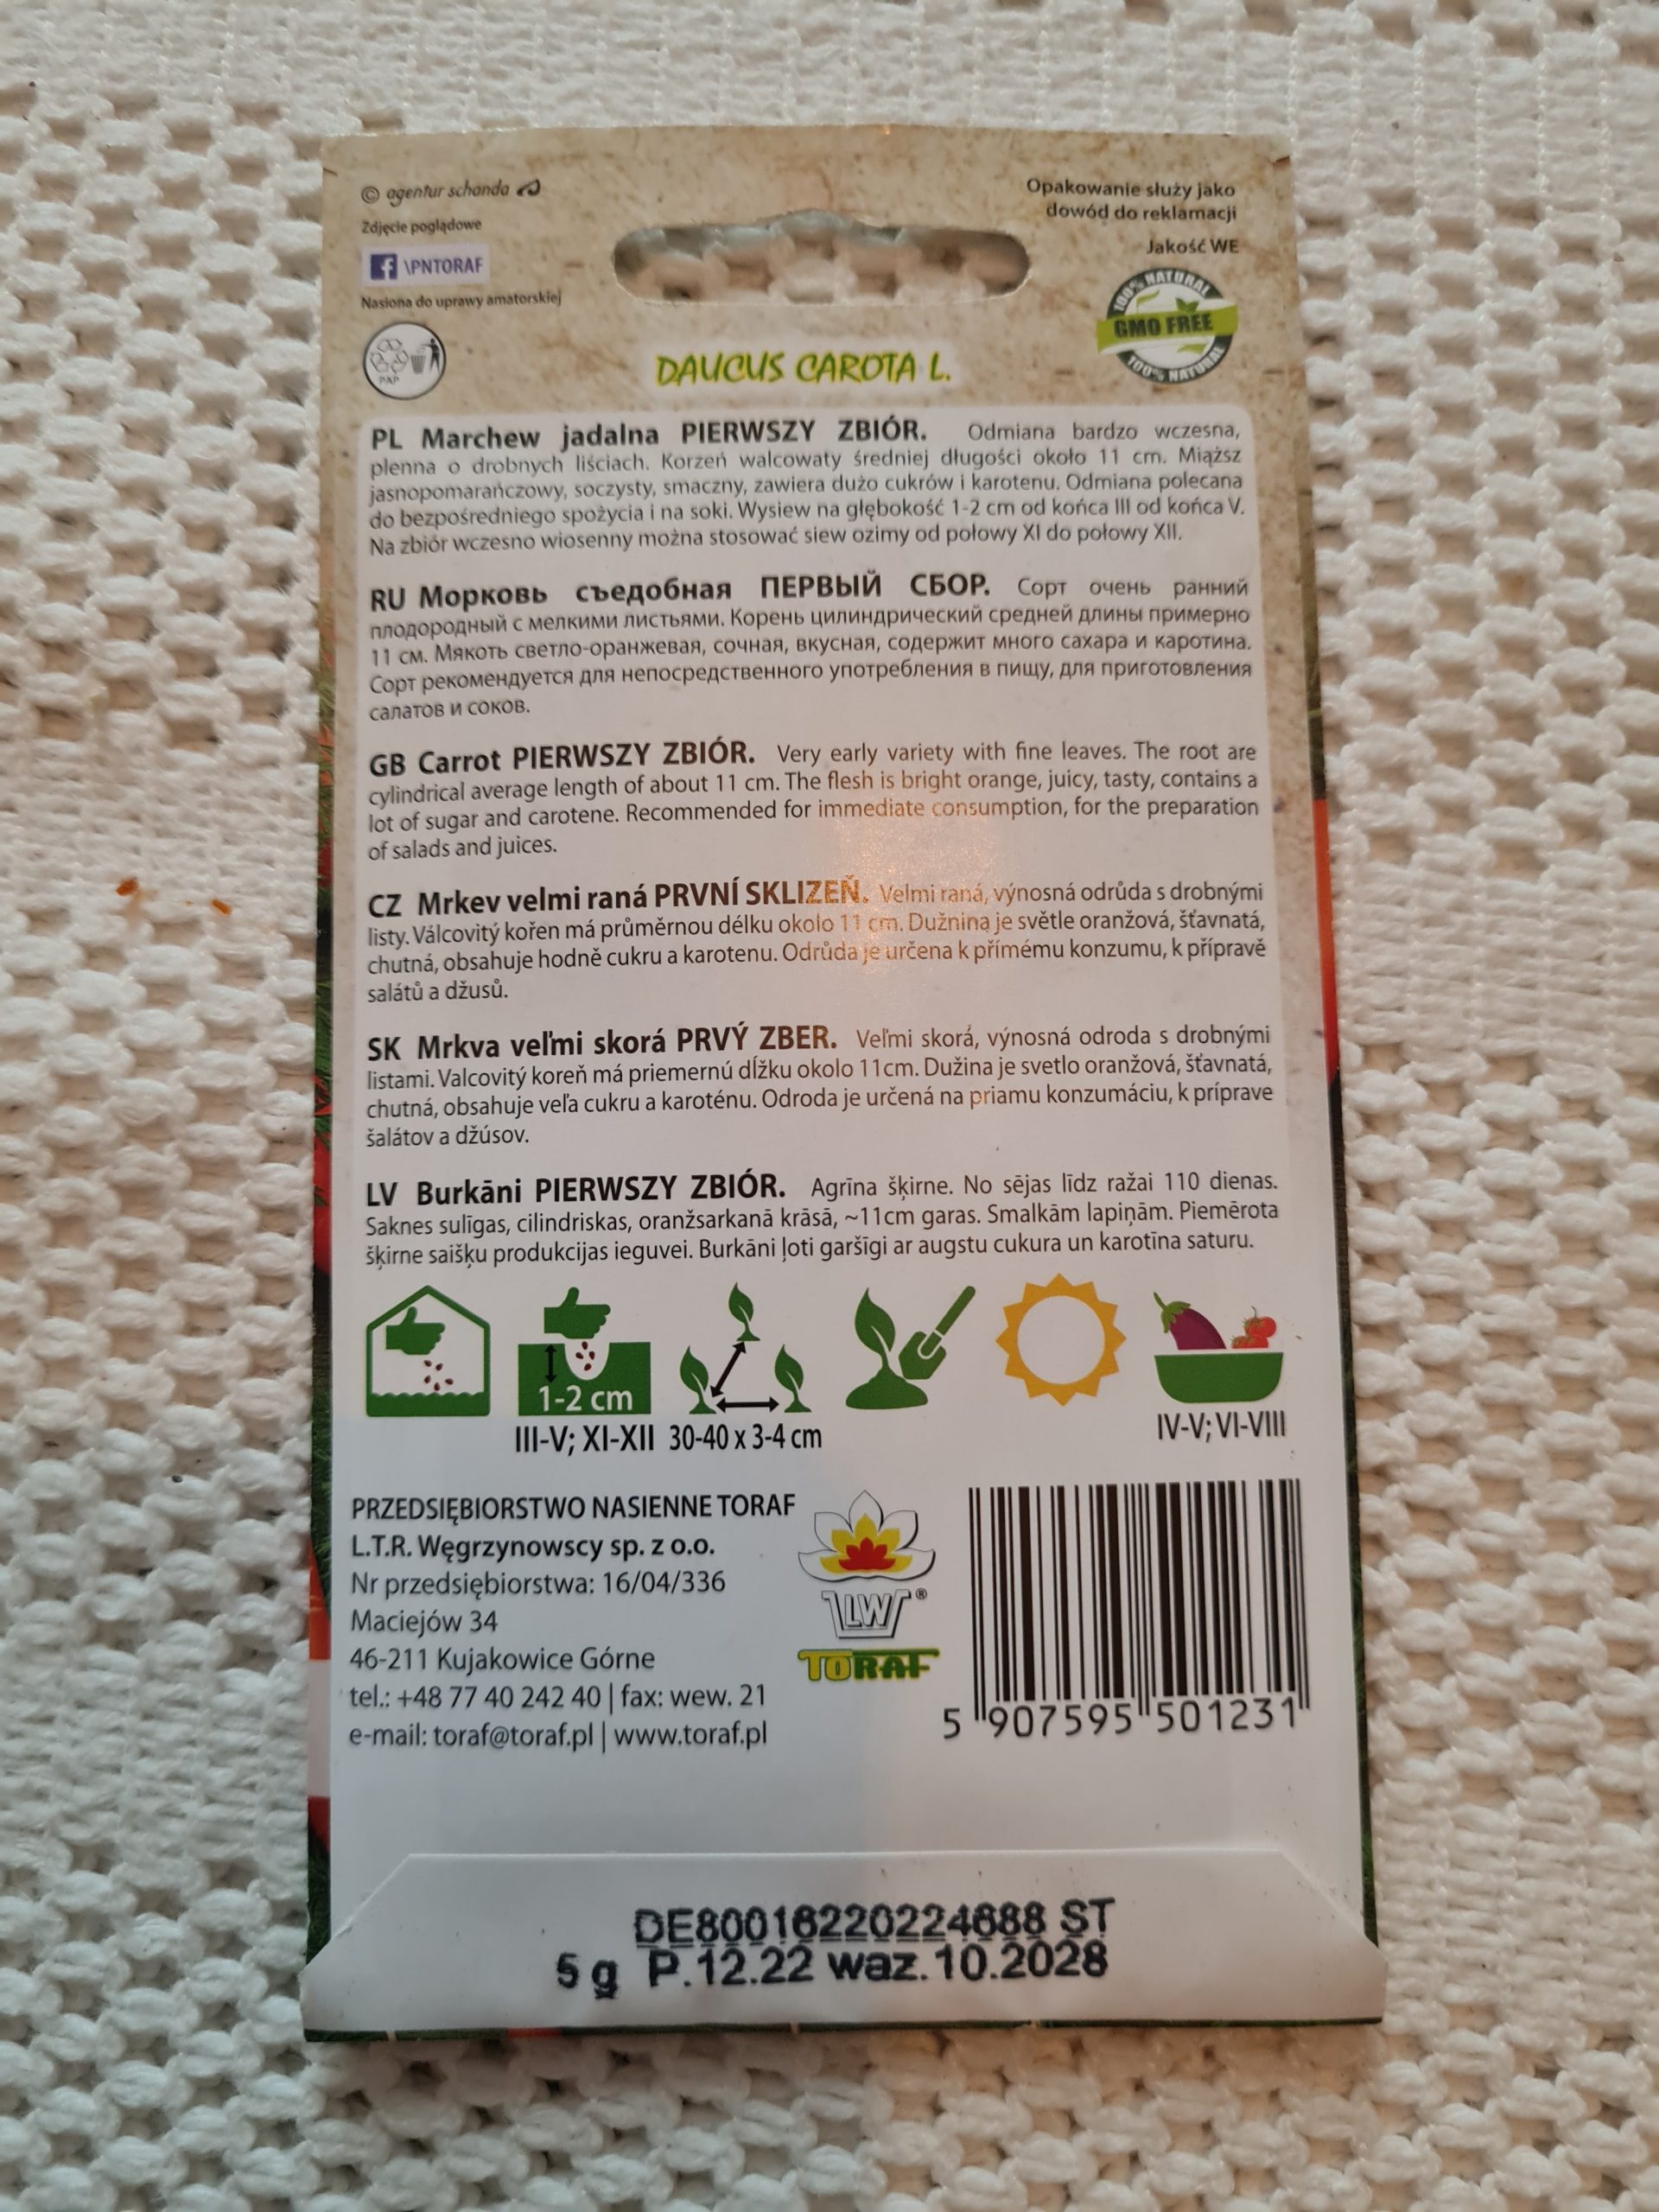 © agentur schanda
Zdjęcie poglądowe
f \PNTORAF
Nasiona do uprawy amatorskiej
PAP
Opakowanie służy jako
dowód do reklamacji
Jakość WE
100% NATURAL
GMO FREE
100% NATURAL
DAUCUS CAROTA L.
PL Marchew jadalna PIERWSZY ZBIÓR. Odmiana bardzo wczesna,
plenna o drobnych liściach. Korzeń walcowaty średniej długości około 11 cm. Miąższ
jasnopomarańczowy, soczysty, smaczny, zawiera dużo cukrów i karotenu. Odmiana polecana
do bezpośredniego spożycia i na soki. Wysiew na głębokość 1-2 cm od końca III od końca V.
Na zbiór wczesno wiosenny można stosować siew ozimy od połowy XI do połowy XII.
RU Морковь съедобная ПЕРВЫЙ СБОР. Сорт очень ранний
плодородный с мелкими листьями. Корень цилиндрический средней длины примерно
11 см. Мякоть светло-оранжевая, сочная, вкусная, содержит много сахара и каротина.
Сорт рекомендуется для непосредственного употребления в пищу, для приготовления
салатов и соков.
GB Carrot PIERWSZY ZBIÓR. Very early variety with fine leaves. The root are
cylindrical average length of about 11 cm. The flesh is bright orange, juicy, tasty, contains a
lot of sugar and carotene. Recommended for immediate consumption, for the preparation
of salads and juices.
CZ Mrkev velmi raná PRVNÍ SKLIZEŇ. Velmi raná, výnosná odrůda s drobnými
listy. Válcovitý kořen má průměrnou délku okolo 11 cm. Dužnina je světle oranžová, šťavnatá,
chutná, obsahuje hodně cukru a karotenu. Odrůda je určena k přímému konzumu, k přípravě
salátů a džusů.
SK Mrkva veľmi skorá PRVÝ ZBER. Veľmi skorá, výnosná odroda s drobnými
listami. Valcovitý koreň má priemernú dĺžku okolo 11cm. Dužina je svetlo oranžová, šťavnatá,
chutná, obsahuje veľa cukru a karoténu. Odroda je určená na priamu konzumáciu, k príprave
šalátov a džúsov.
LV Burkāni PIERWSZY ZBIÓR. Agrīna šķirne. No sējas līdz ražai 110 dienas.
Saknes sulīgas, cilindriskas, oranžsarkanā krāsā, ~11cm garas. Smalkām lapiņām. Piemērota
šķirne saišķu produkcijas ieguvei. Burkāni ļoti garšīgi ar augstu cukura un karotīna saturu.
1-2 cm
III-V; XI-XII 30-40 x 3-4 cm
IV-V; VI-VIII
PRZEDSIĘBIORSTWO NASIENNE TORAF
L.T.R. Węgrzynowscy sp. z o.o.
Nr przedsiębiorstwa: 16/04/336
Maciejów 34
46-211 Kujakowice Górne
tel.: +48 77 40 242 40 | fax: wew. 21
e-mail: toraf@toraf.pl | www.toraf.pl
LW ®
TORAF
5 907595 501231
DE80016220224688 ST
5 g P.12.22 waz.10.2028